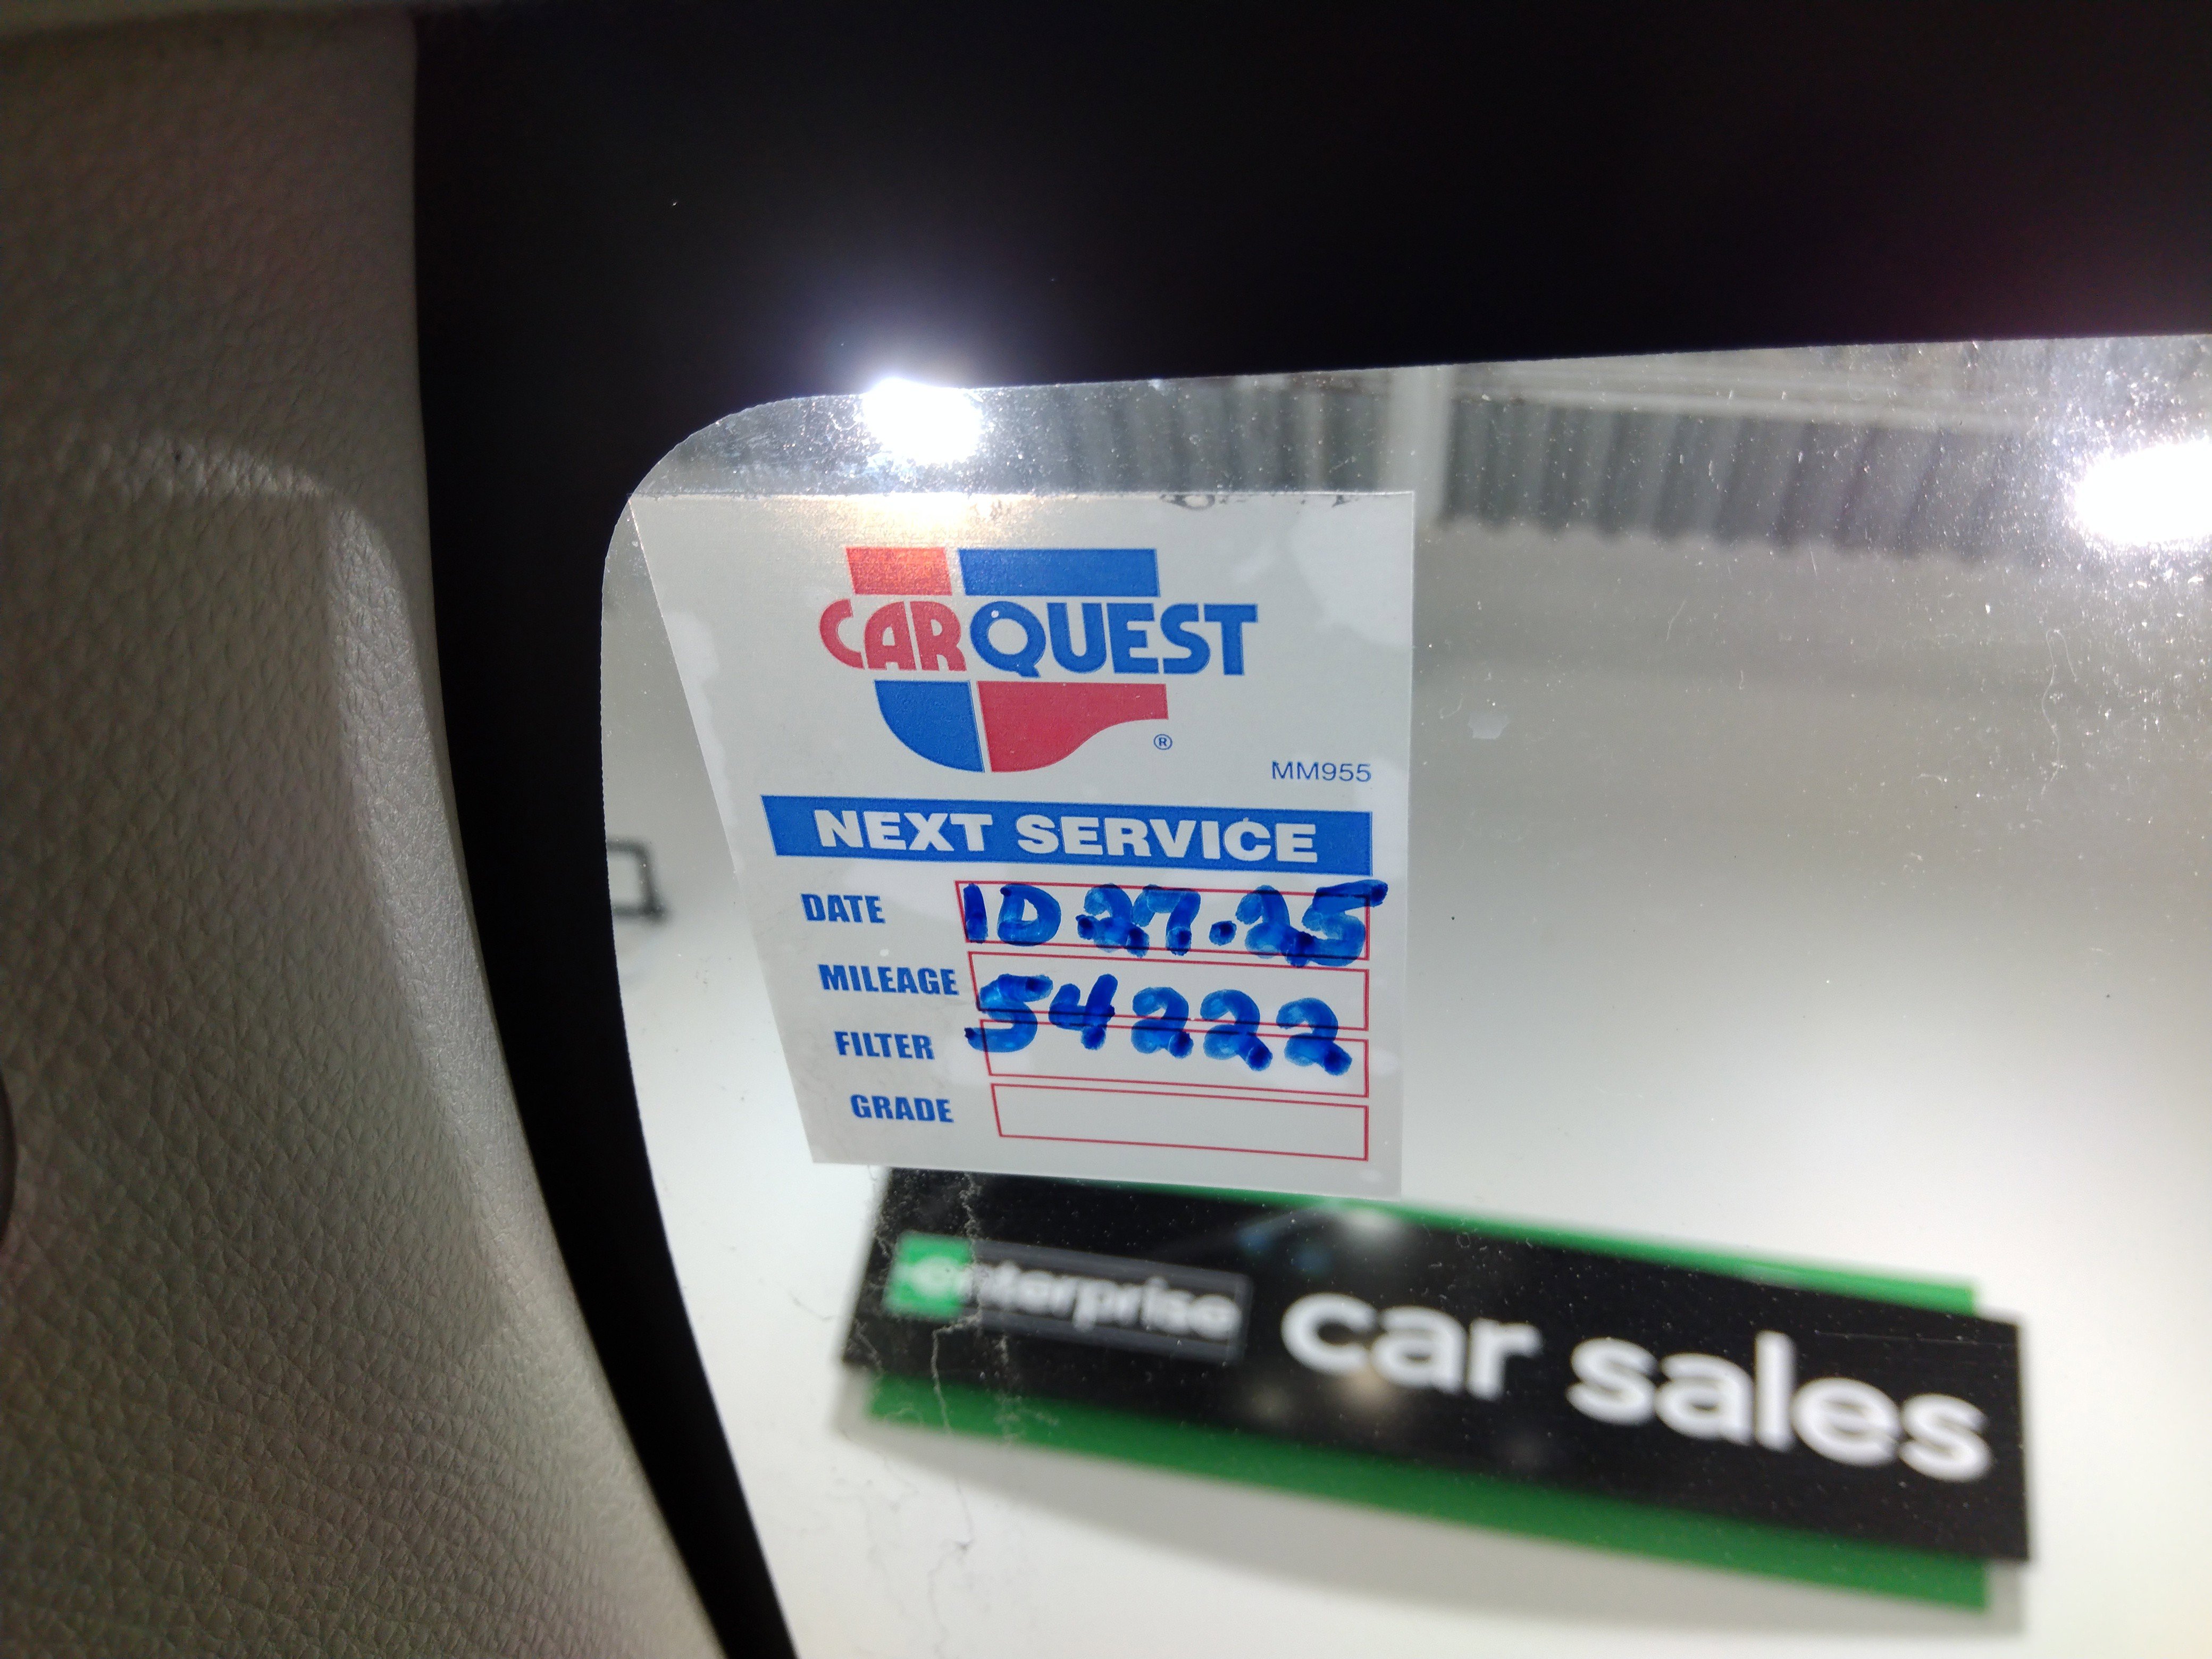 CARQUEST
®
MM955
NEXT SERVICE
DATE 10.27.25
MILEAGE 54222
FILTER
GRADE
enterprise car sales